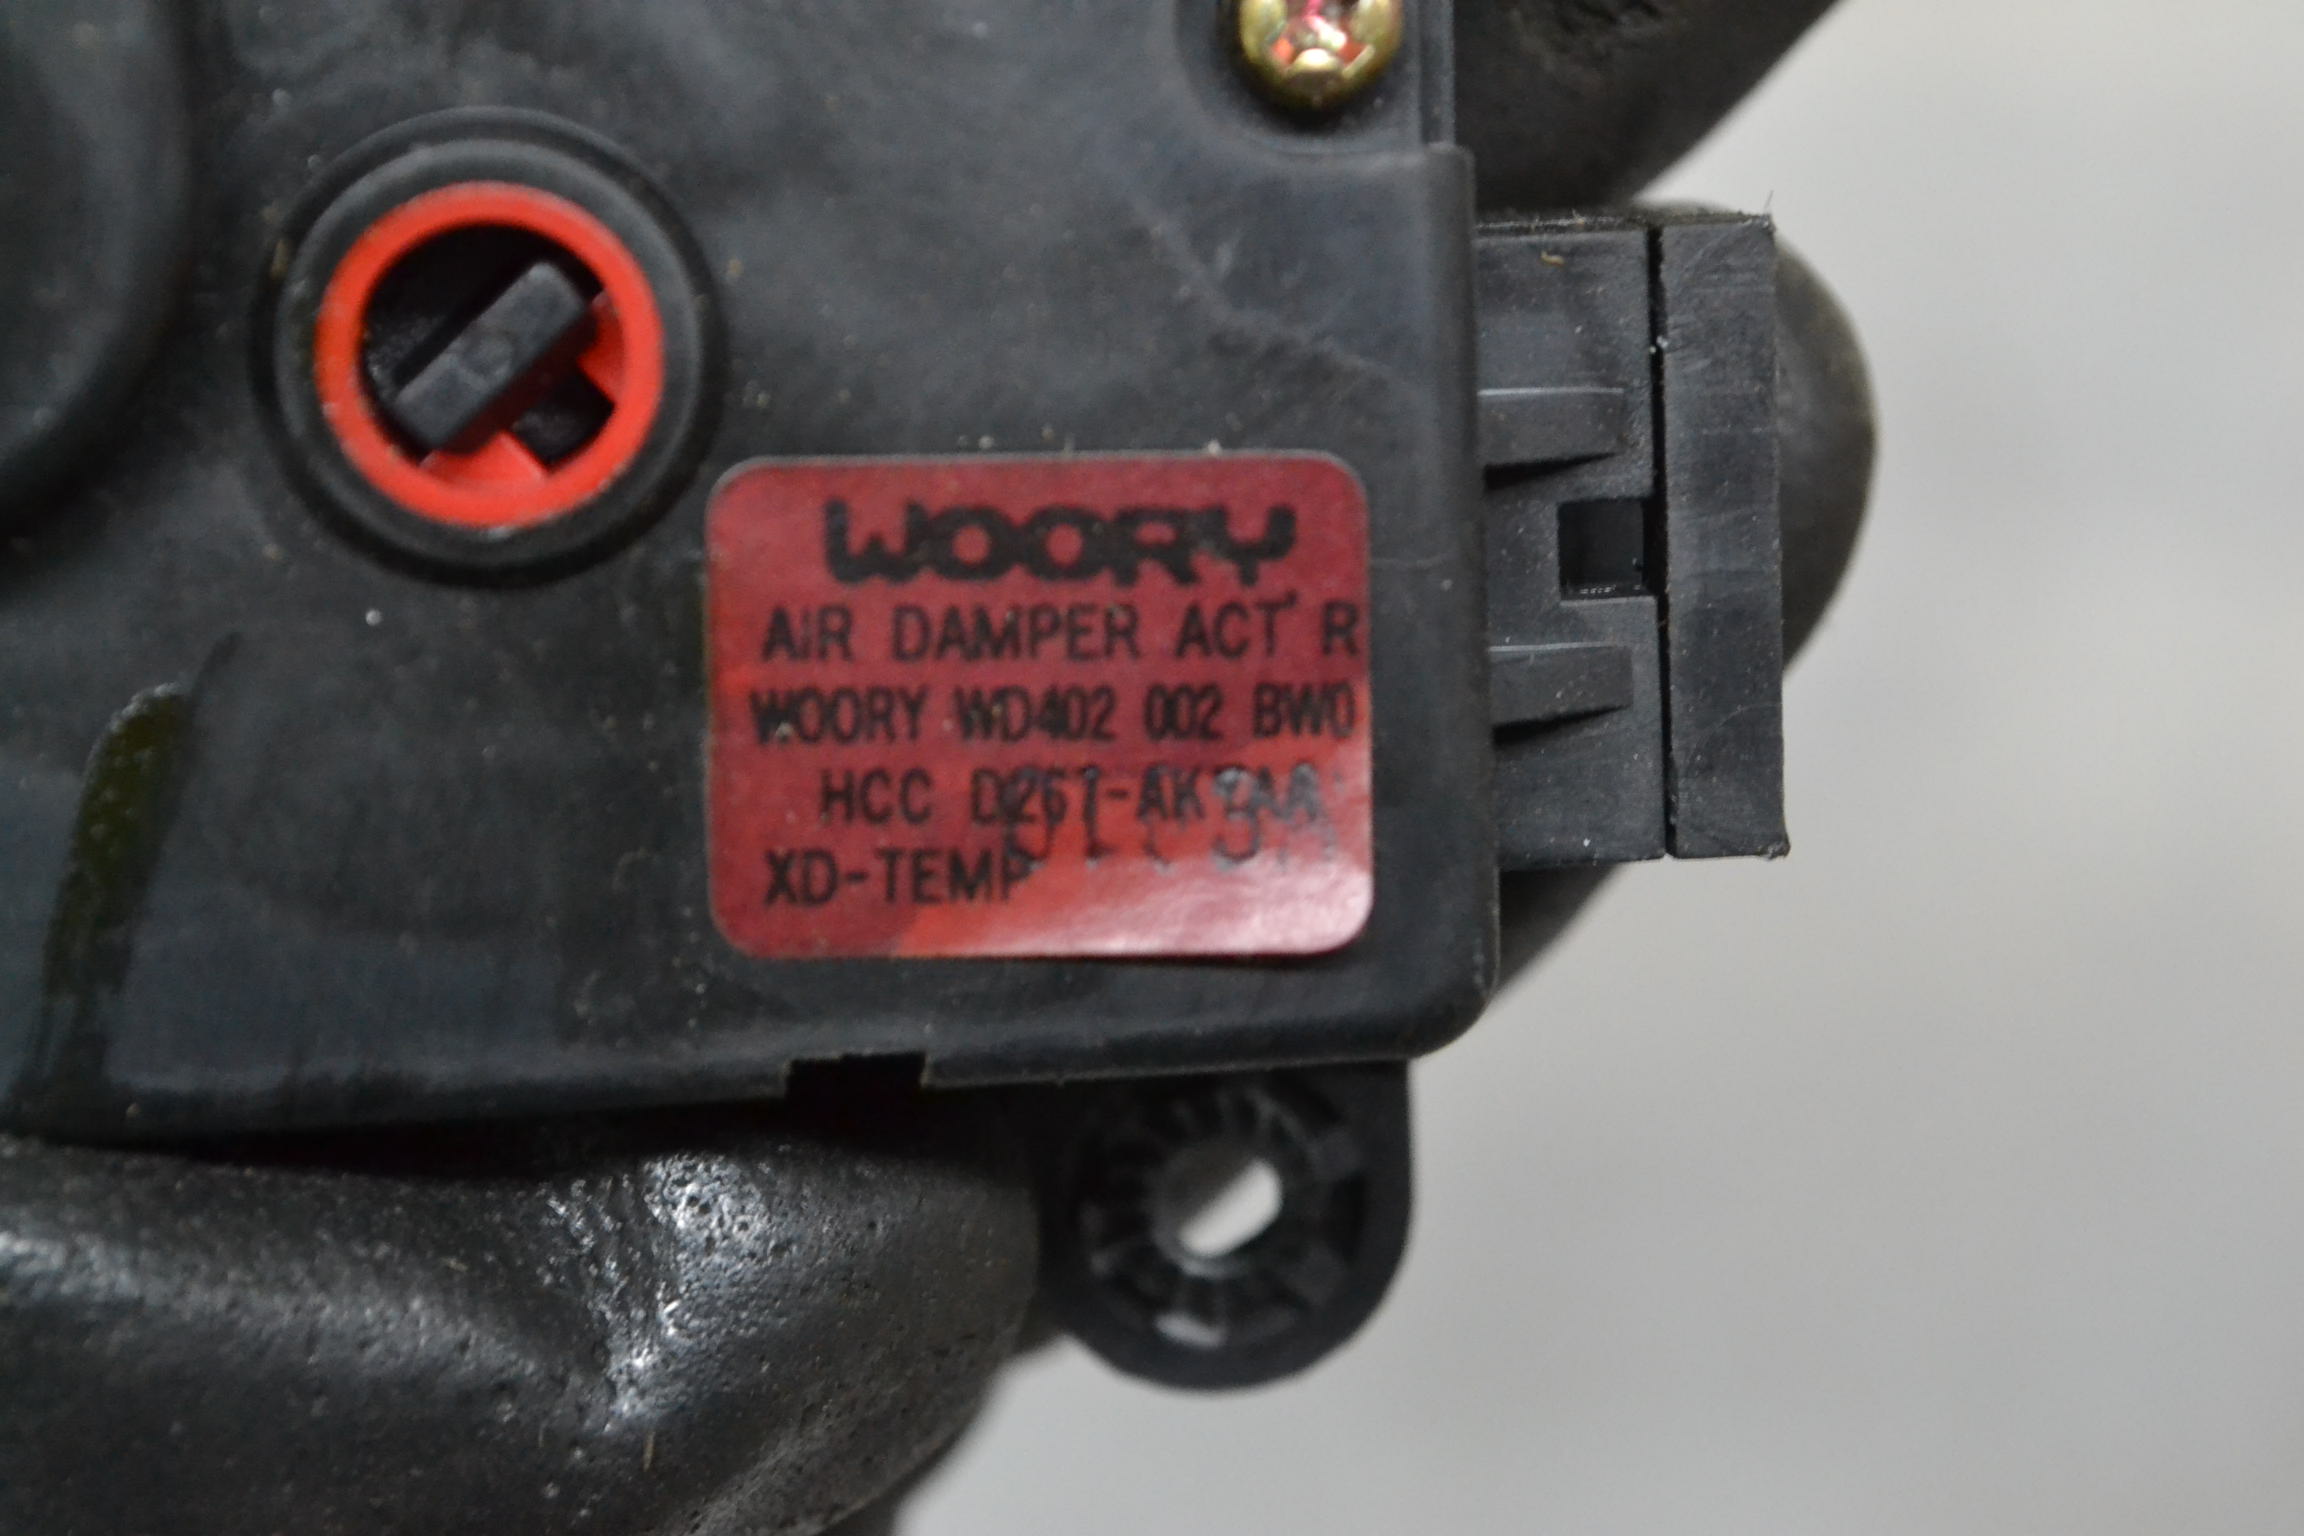 WOORY
AIR DAMPER ACT'R
WOORY WD402 002 BW0
HCC
XD-TEMP